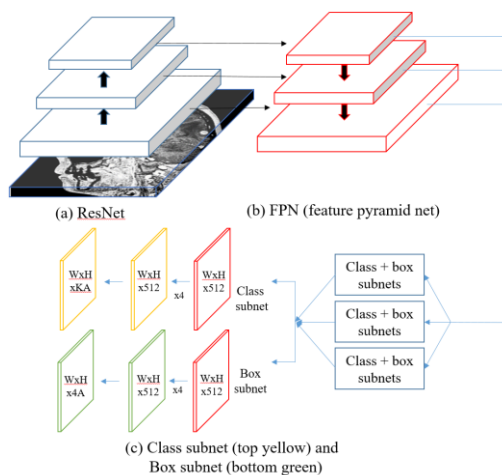 (a) ResNet
(b) FPN (feature pyramid net)
WxH
xKA
WxH
x512
x4
WxH
x512
Class
subnet
WxH
x4A
WxH
x512
x4
WxH
x512
Box
subnet
Class + box
subnets
Class + box
subnets
Class + box
subnets
(c) Class subnet (top yellow) and
Box subnet (bottom green)